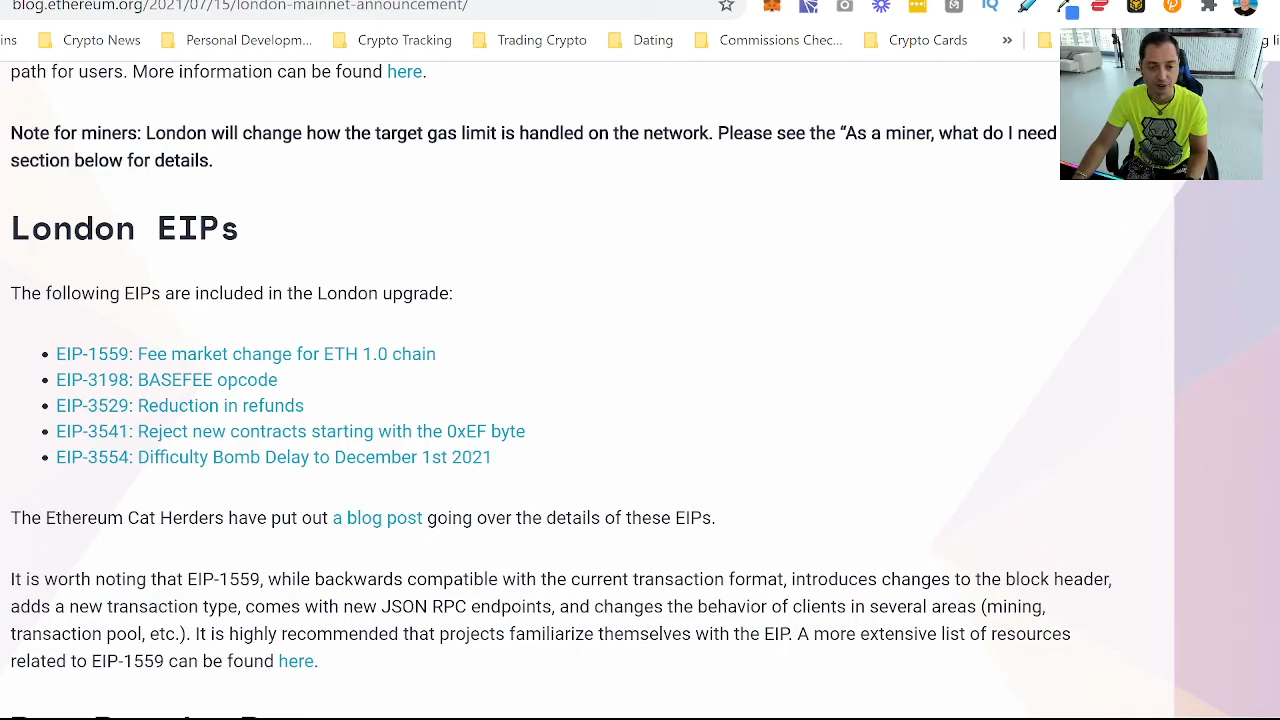 blog.ethereum.org/2021/07/15/london-mainnet-announcement/
ins Crypto News Personal Developm... Crypto Tracking Trading Crypto Dating Commissions Cloc... Crypto Cards »
path for users. More information can be found here.
Note for miners: London will change how the target gas limit is handled on the network. Please see the “As a miner, what do I need
section below for details.
London EIPs
The following EIPs are included in the London upgrade:
• EIP-1559: Fee market change for ETH 1.0 chain
• EIP-3198: BASEFEE opcode
• EIP-3529: Reduction in refunds
• EIP-3541: Reject new contracts starting with the 0xEF byte
• EIP-3554: Difficulty Bomb Delay to December 1st 2021
The Ethereum Cat Herders have put out a blog post going over the details of these EIPs.
It is worth noting that EIP-1559, while backwards compatible with the current transaction format, introduces changes to the block header,
adds a new transaction type, comes with new JSON RPC endpoints, and changes the behavior of clients in several areas (mining,
transaction pool, etc.). It is highly recommended that projects familiarize themselves with the EIP. A more extensive list of resources
related to EIP-1559 can be found here.